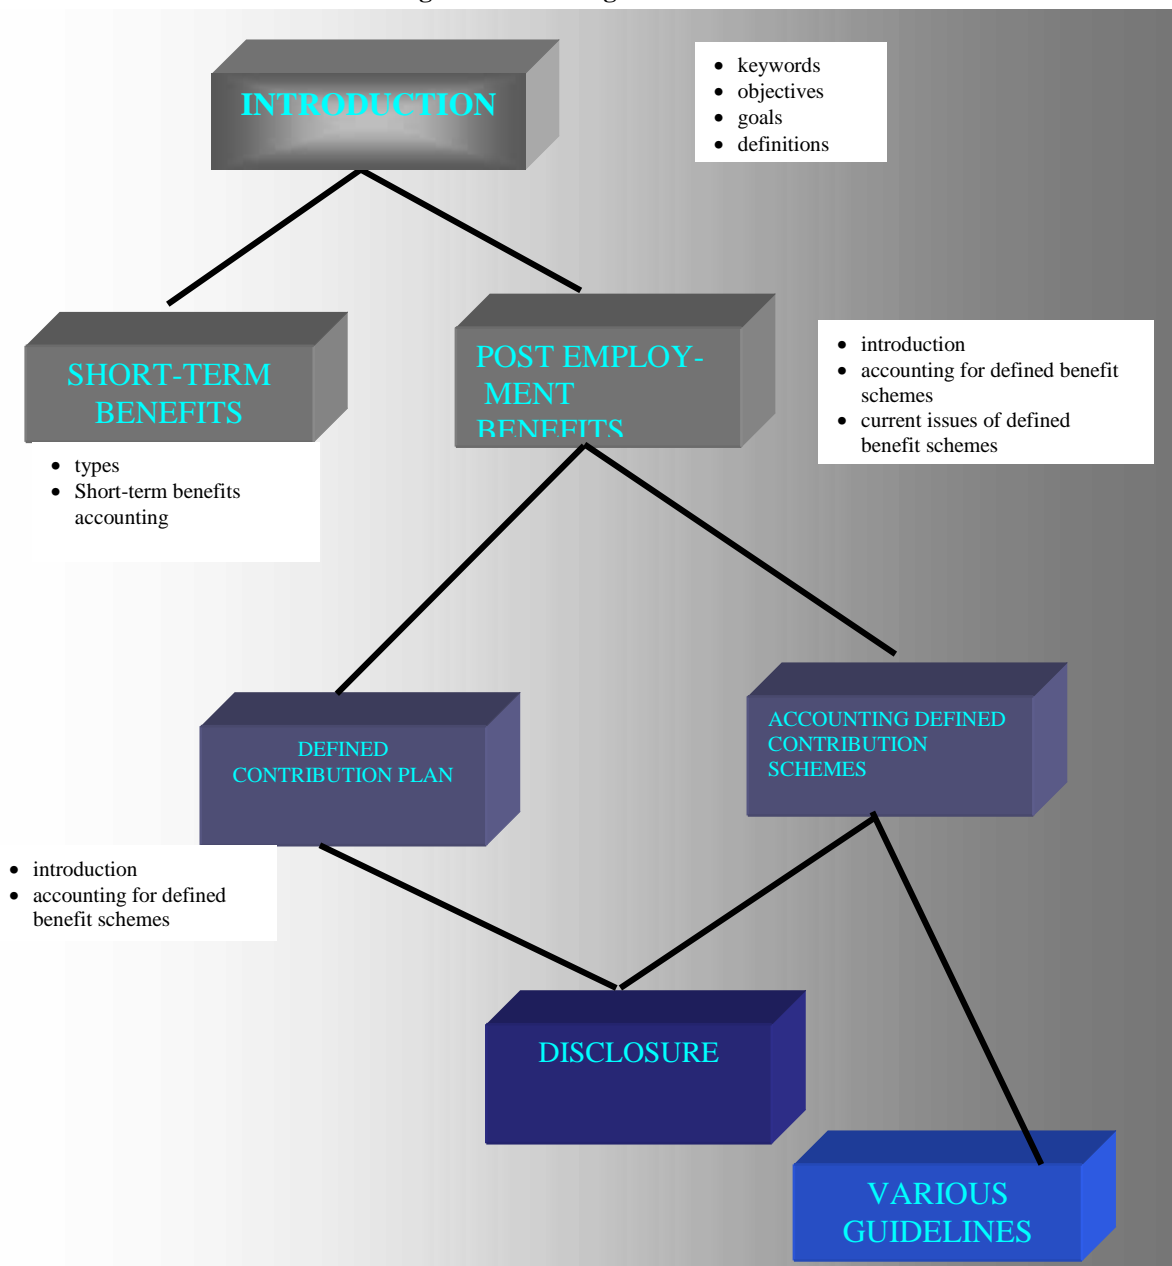 INTRODUCTION
• keywords
• objectives
• goals
• definitions
SHORT-TERM
BENEFITS
POST EMPLOY-
MENT
BENEFITS
• introduction
• accounting for defined benefit
schemes
• current issues of defined
benefit schemes
• types
• Short-term benefits
accounting
DEFINED
CONTRIBUTION PLAN
ACCOUNTING DEFINED
CONTRIBUTION
SCHEMES
• introduction
• accounting for defined
benefit schemes
DISCLOSURE
VARIOUS
GUIDELINES